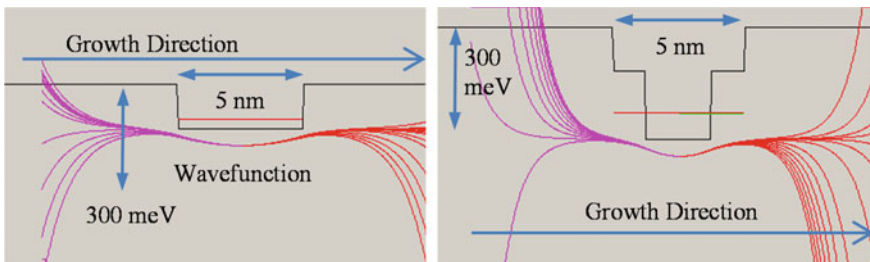 Growth Direction
5 nm
Wavefunction
300 meV
5 nm
300
meV
Growth Direction